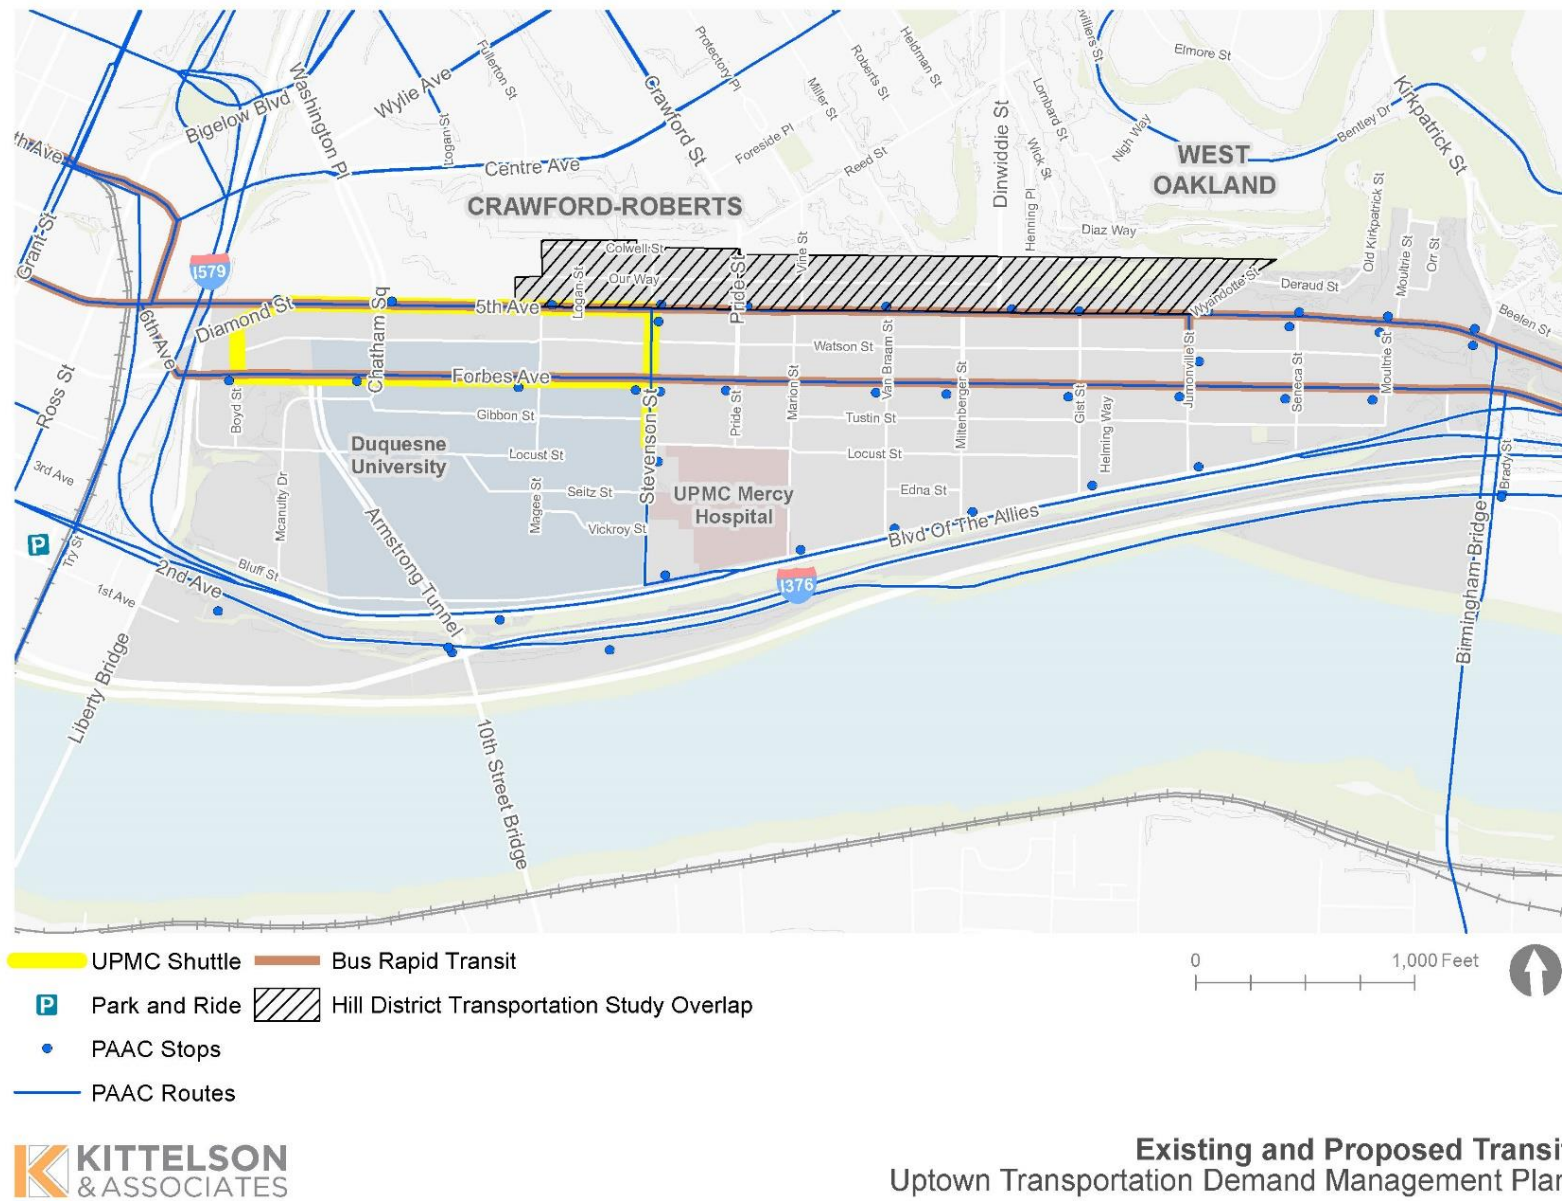 Elmore St
Fullerton St
Protectory Pl
Roberts St
Heldman St
Washington Pl
Wylie Ave
Crawford St
Miller St
Dinwiddie St
Lombard St
Kirkpatrick St
Bigelow Blvd
Logan St
Foreside Pl
Nigh Way
Bentley Dr
Centre Ave
Reed St
Wick St
WEST
OAKLAND
CRAWFORD-ROBERTS
Henning Pl
Old Kirkpatrick St
Diaz Way
Grant St
Colwell St
Vine St
Moultrie St
Orr St
I579
Our Way
Logan St
Pride St
Wyandotte St
Deraud St
Diamond St
Chatham Sq
5th Ave
Beelen St
6th Ave
Watson St
Van Braam St
Jumonville St
Seneca St
Moultrie St
Forbes Ave
Ross St
Boyd St
Gibbon St
Stevenson St
Pride St
Marion St
Tustin St
Miltenberger St
Gist St
Helming Way
Duquesne
University
Locust St
Locust St
3rd Ave
Mcanulty Dr
Magee St
Seitz St
UPMC Mercy
Hospital
Edna St
Brady St
P
Try St
Armstrong Tunnel
Vickroy St
Blvd Of The Allies
2nd Ave
Bluff St
I376
1st Ave
Birmingham Bridge
Liberty Bridge
10th Street Bridge
UPMC Shuttle
Bus Rapid Transit
0 1,000 Feet
P Park and Ride
Hill District Transportation Study Overlap
PAAC Stops
PAAC Routes
KITTELSON
& ASSOCIATES
Existing and Proposed Transit
Uptown Transportation Demand Management Plan